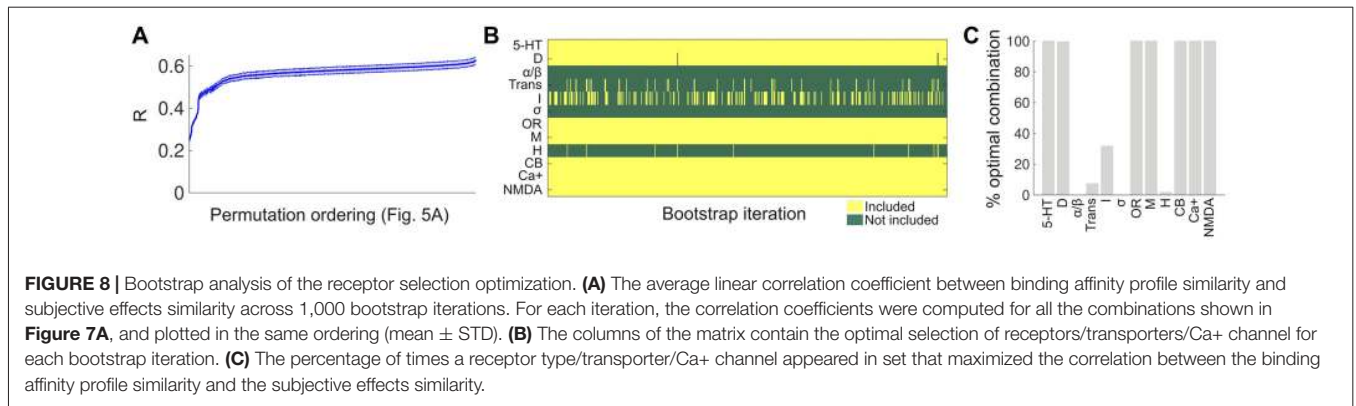 A
R
0.6
0.4
0.2
0
Permutation ordering (Fig. 5A)
B
5-HT
D
α/β
Trans
I
σ
OR
M
H
CB
Ca+
NMDA
Bootstrap iteration
Included
Not included
C
% optimal combination
100
80
60
40
20
0
5-HT
D
α/β
Trans
I
σ
OR
M
H
CB
Ca+
NMDA
FIGURE 8 | Bootstrap analysis of the receptor selection optimization. (A) The average linear correlation coefficient between binding affinity profile similarity and
subjective effects similarity across 1,000 bootstrap iterations. For each iteration, the correlation coefficients were computed for all the combinations shown in
Figure 7A, and plotted in the same ordering (mean ± STD). (B) The columns of the matrix contain the optimal selection of receptors/transporters/Ca+ channel for
each bootstrap iteration. (C) The percentage of times a receptor type/transporter/Ca+ channel appeared in set that maximized the correlation between the binding
affinity profile similarity and the subjective effects similarity.